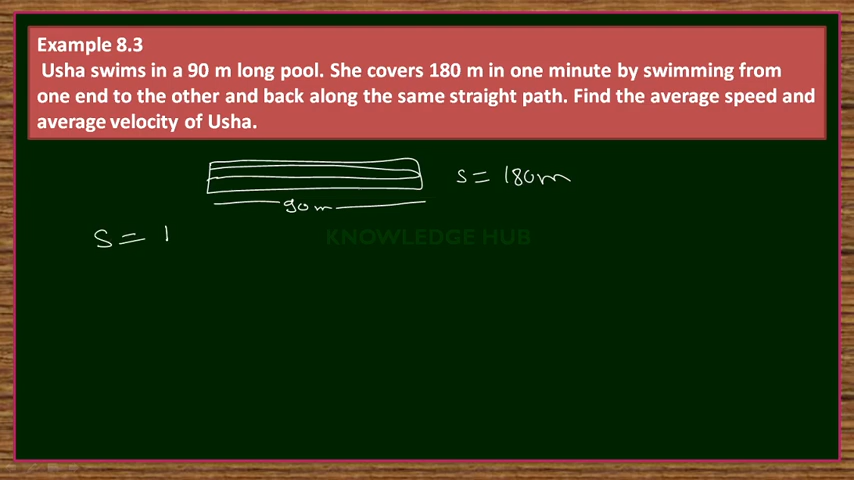 Example 8.3
Usha swims in a 90 m long pool. She covers 180 m in one minute by swimming from
one end to the other and back along the same straight path. Find the average speed and
average velocity of Usha.
s = 180m
90 m
S = 1
KNOWLEDGE HUB